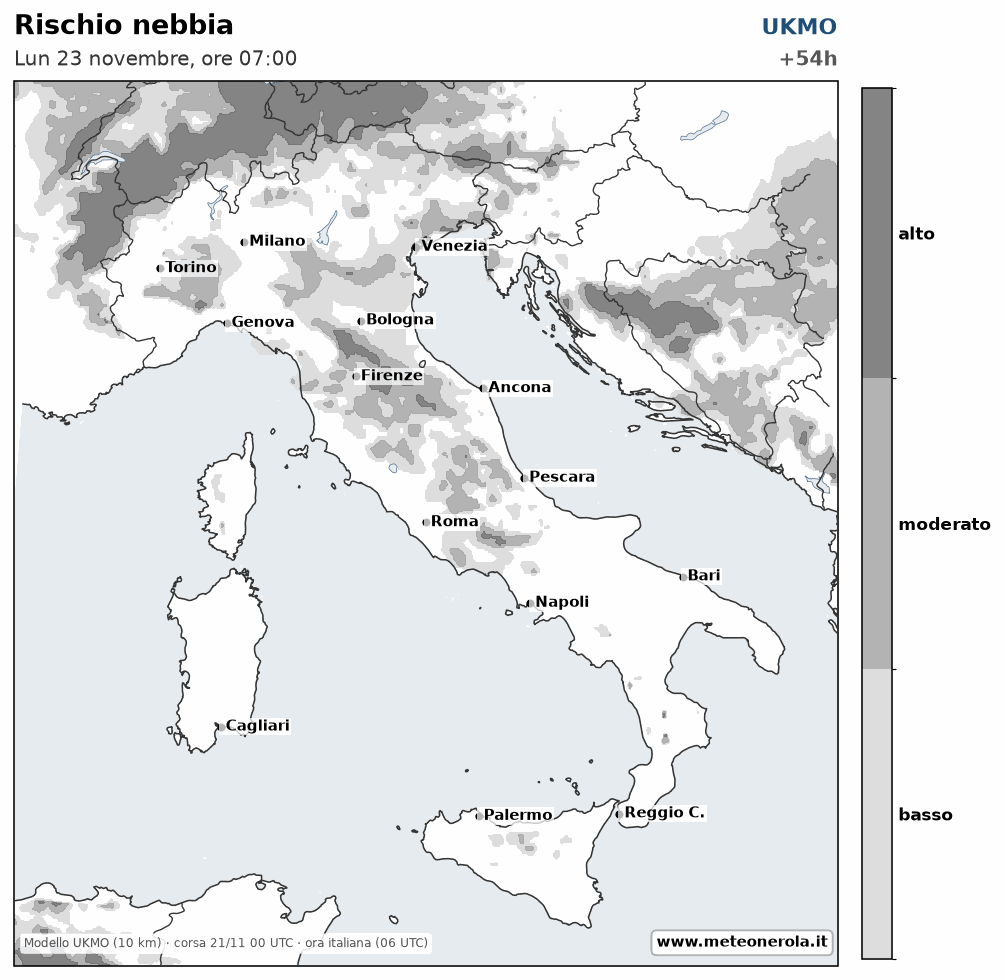 Rischio nebbia
UKMO
Lun 23 novembre, ore 07:00
+54h
alto
moderato
basso
Milano
Venezia
Torino
Genova
Bologna
Firenze
Ancona
Pescara
Roma
Bari
Napoli
Cagliari
Palermo
Reggio C.
Modello UKMO (10 km) · corsa 21/11 00 UTC · ora italiana (06 UTC)
www.meteonerola.it